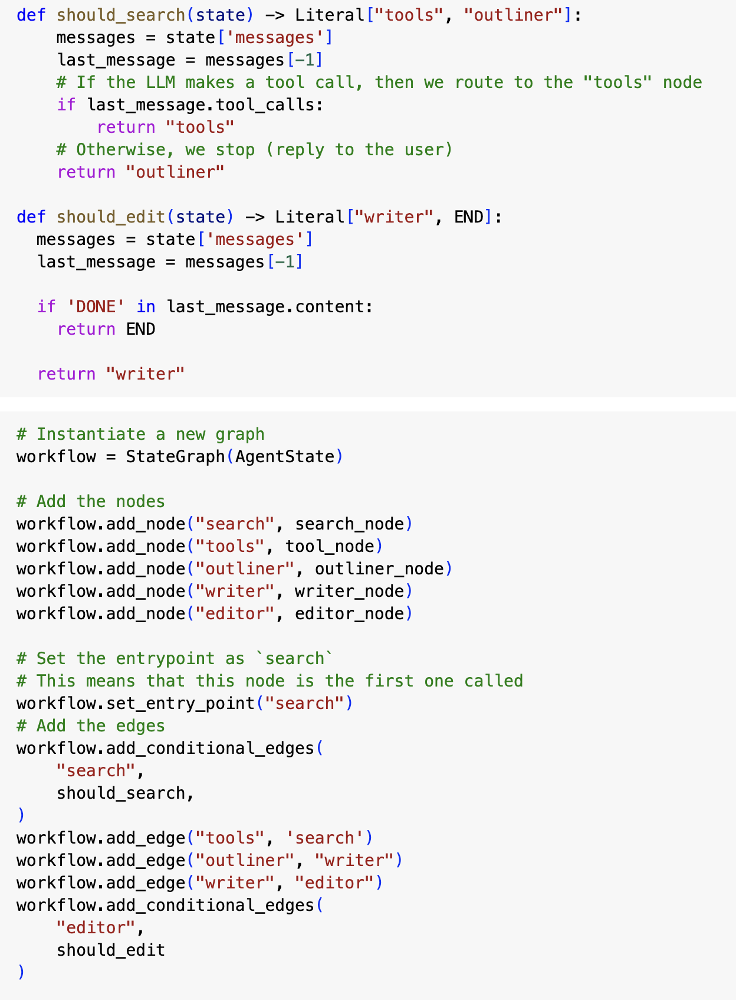 def should_search(state) -> Literal["tools", "outliner"]:
    messages = state['messages']
    last_message = messages[-1]
    # If the LLM makes a tool call, then we route to the "tools" node
    if last_message.tool_calls:
        return "tools"
    # Otherwise, we stop (reply to the user)
    return "outliner"

def should_edit(state) -> Literal["writer", END]:
  messages = state['messages']
  last_message = messages[-1]

  if 'DONE' in last_message.content:
    return END

  return "writer"

# Instantiate a new graph
workflow = StateGraph(AgentState)

# Add the nodes
workflow.add_node("search", search_node)
workflow.add_node("tools", tool_node)
workflow.add_node("outliner", outliner_node)
workflow.add_node("writer", writer_node)
workflow.add_node("editor", editor_node)

# Set the entrypoint as `search`
# This means that this node is the first one called
workflow.set_entry_point("search")
# Add the edges
workflow.add_conditional_edges(
    "search",
    should_search,
)
workflow.add_edge("tools", 'search')
workflow.add_edge("outliner", "writer")
workflow.add_edge("writer", "editor")
workflow.add_conditional_edges(
    "editor",
    should_edit
)